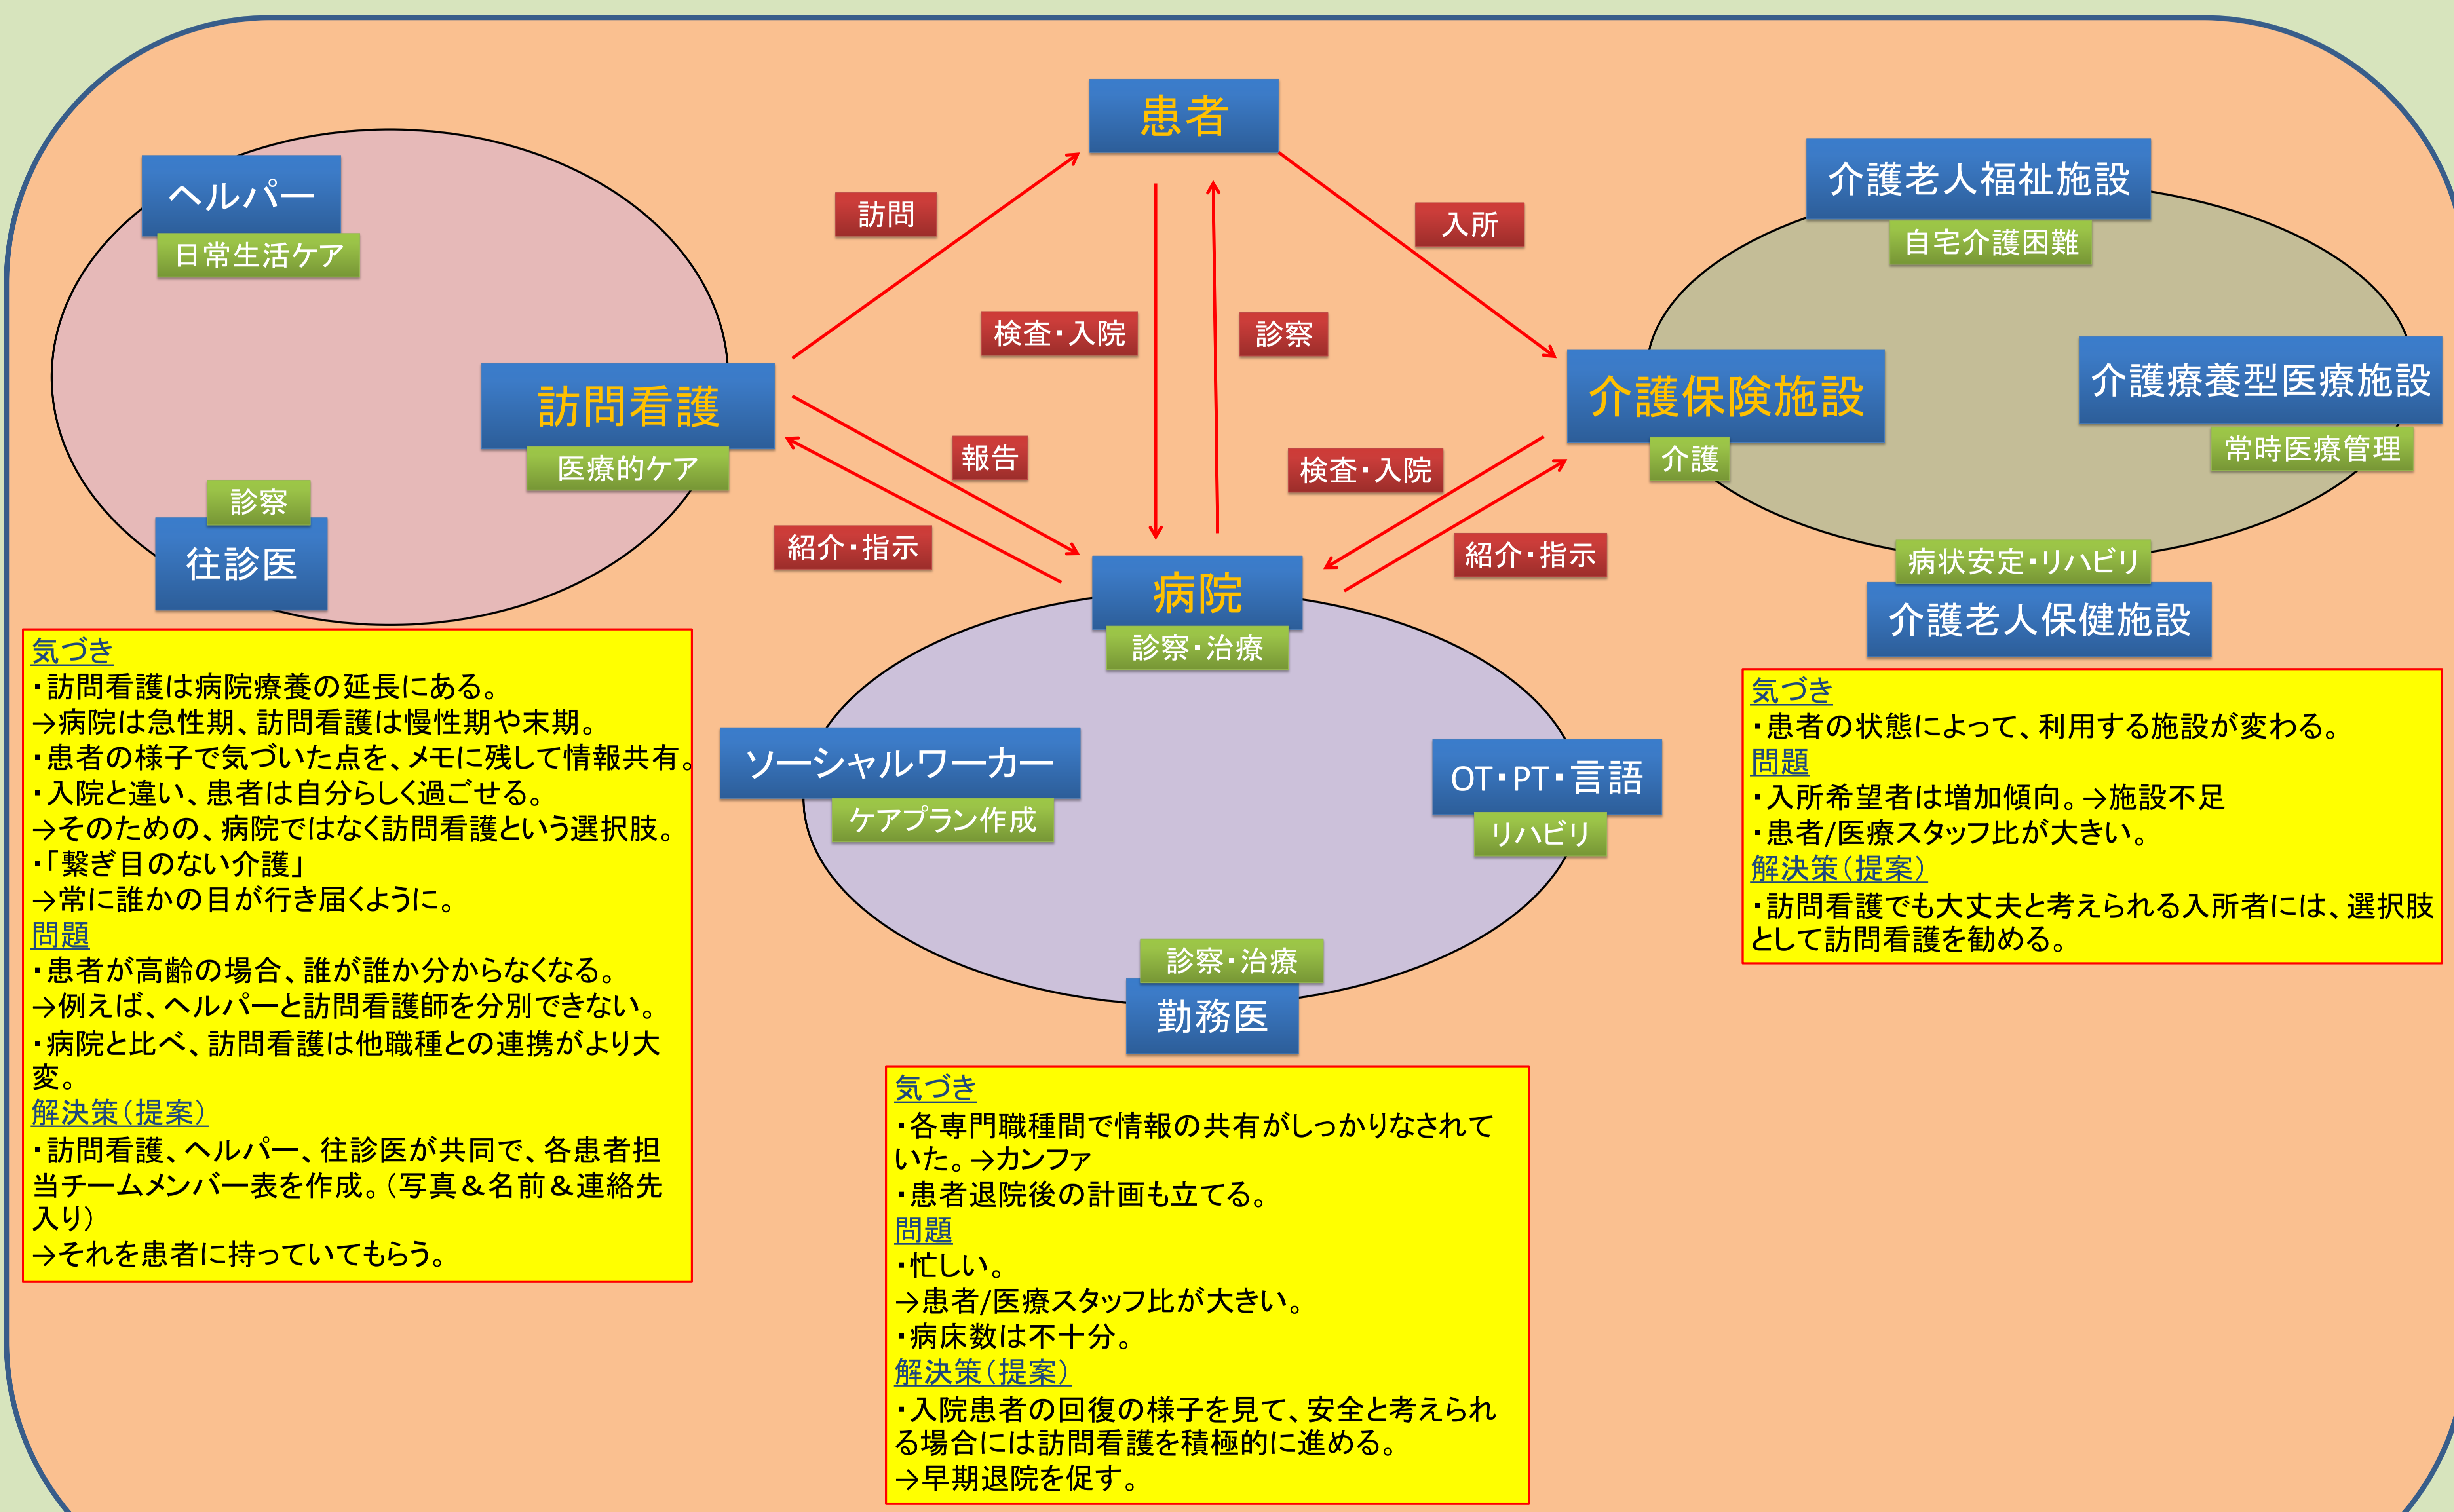 患者
ヘルパー
日常生活ケア
訪問
入所
介護老人福祉施設
自宅介護困難
検査・入院
診察
訪問看護
医療的ケア
介護保険施設
介護
介護療養型医療施設
常時医療管理
報告
検査・入院
紹介・指示
紹介・指示
診察
往診医
病院
診察・治療
病状安定・リハビリ
介護老人保健施設
ソーシャルワーカー
ケアプラン作成
OT・PT・言語
リハビリ
診察・治療
勤務医
気づき
・訪問看護は病院療養の延長にある。
→病院は急性期、訪問看護は慢性期や末期。
・患者の様子で気づいた点を、メモに残して情報共有。
・入院と違い、患者は自分らしく過ごせる。
→そのための、病院ではなく訪問看護という選択肢。
・「繋ぎ目のない介護」
→常に誰かの目が行き届くように。
問題
・患者が高齢の場合、誰が誰か分からなくなる。
→例えば、ヘルパーと訪問看護師を分別できない。
・病院と比べ、訪問看護は他職種との連携がより大
変。
解決策（提案）
・訪問看護、ヘルパー、往診医が共同で、各患者担
当チームメンバー表を作成。（写真＆名前＆連絡先
入り）
→それを患者に持っていてもらう。
気づき
・各専門職種間で情報の共有がしっかりなされて
いた。→カンファ
・患者退院後の計画も立てる。
問題
・忙しい。
→患者/医療スタッフ比が大きい。
・病床数は不十分。
解決策（提案）
・入院患者の回復の様子を見て、安全と考えられ
る場合には訪問看護を積極的に進める。
→早期退院を促す。
気づき
・患者の状態によって、利用する施設が変わる。
問題
・入所希望者は増加傾向。→施設不足
・患者/医療スタッフ比が大きい。
解決策（提案）
・訪問看護でも大丈夫と考えられる入所者には、選択肢
として訪問看護を勧める。